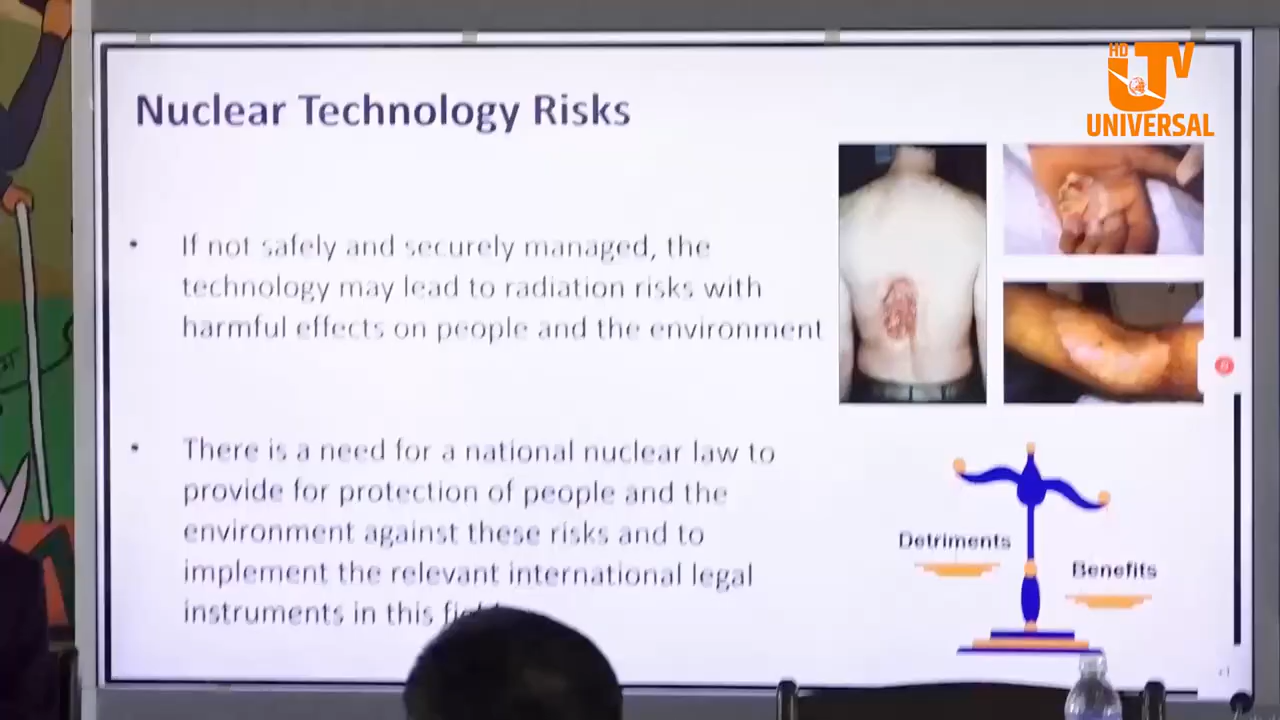 HD
UTV
UNIVERSAL
Nuclear Technology Risks
• If not safely and securely managed, the
technology may lead to radiation risks with
harmful effects on people and the environment
• There is a need for a national nuclear law to
provide for protection of people and the
environment against these risks and to
implement the relevant international legal
instruments in this
Detriments
Benefits